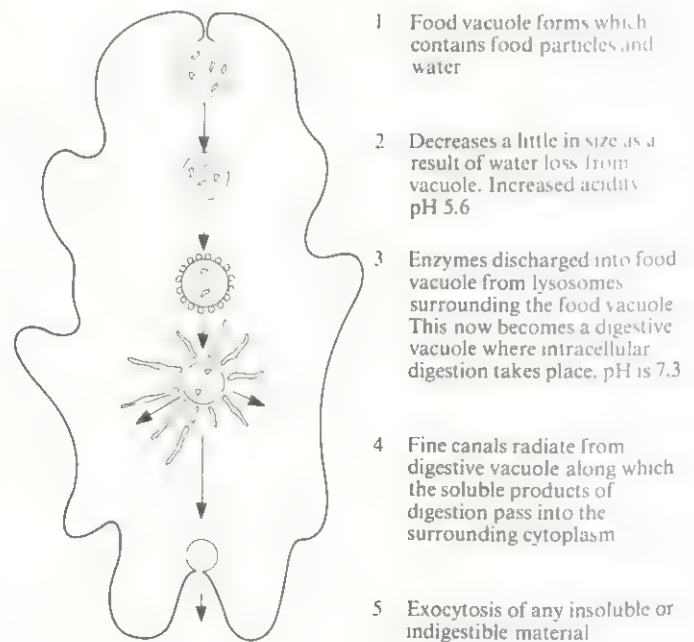 1 Food vacuole forms which
contains food particles and
water
2 Decreases a little in size as a
result of water loss from
vacuole. Increased acidity
pH 5.6
3 Enzymes discharged into food
vacuole from lysosomes
surrounding the food vacuole
This now becomes a digestive
vacuole where intracellular
digestion takes place. pH is 7.3
4 Fine canals radiate from
digestive vacuole along which
the soluble products of
digestion pass into the
surrounding cytoplasm
5 Exocytosis of any insoluble or
indigestible material